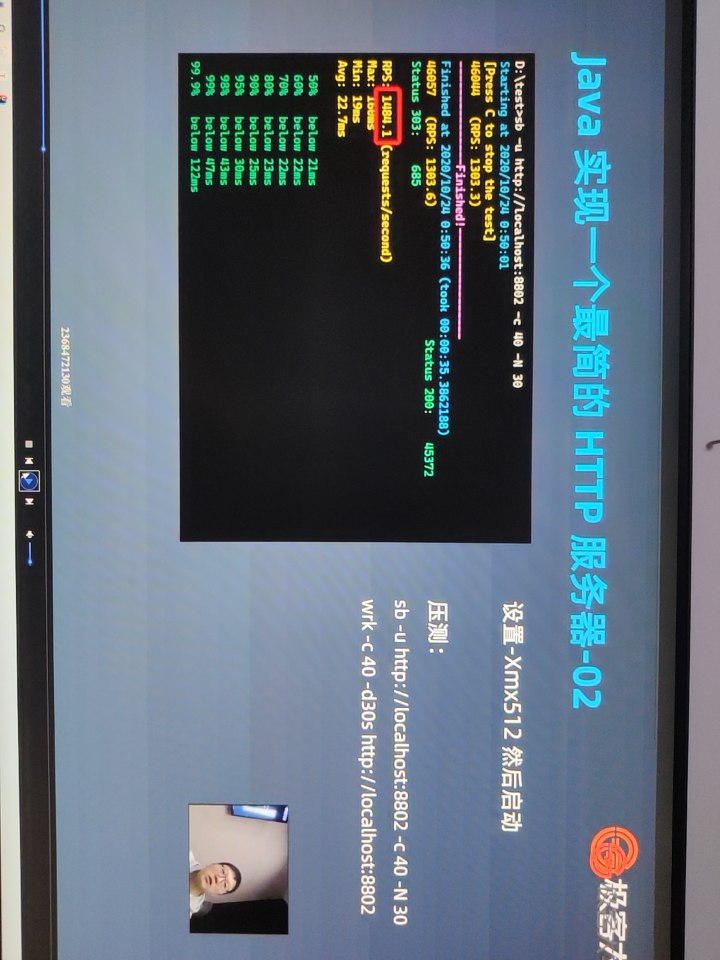 极客大
Java 实现一个最简的 HTTP 服务器-02
D:\test>sb -u http://localhost:8802 -c 40 -N 30
Starting at 2020/10/24 0:50:01
[Press C to stop the test]
46044 (RPS: 1303.3)
---------------Finished!----------------
Finished at 2020/10/24 0:50:36 (took 00:00:35.3862188)
46057 (RPS: 1303.6) Status 200: 45372
Status 303: 685
RPS: 1484.1 (requests/second)
Max: 160ms
Min: 19ms
Avg: 22.7ms
50% below 21ms
60% below 22ms
70% below 22ms
80% below 23ms
90% below 25ms
95% below 30ms
98% below 43ms
99% below 47ms
99.9% below 122ms
设置-Xmx512 然后启动
压测：
sb -u http://localhost:8802 -c 40 -N 30
wrk -c 40 -d30s http://localhost:8802
2368472130观看